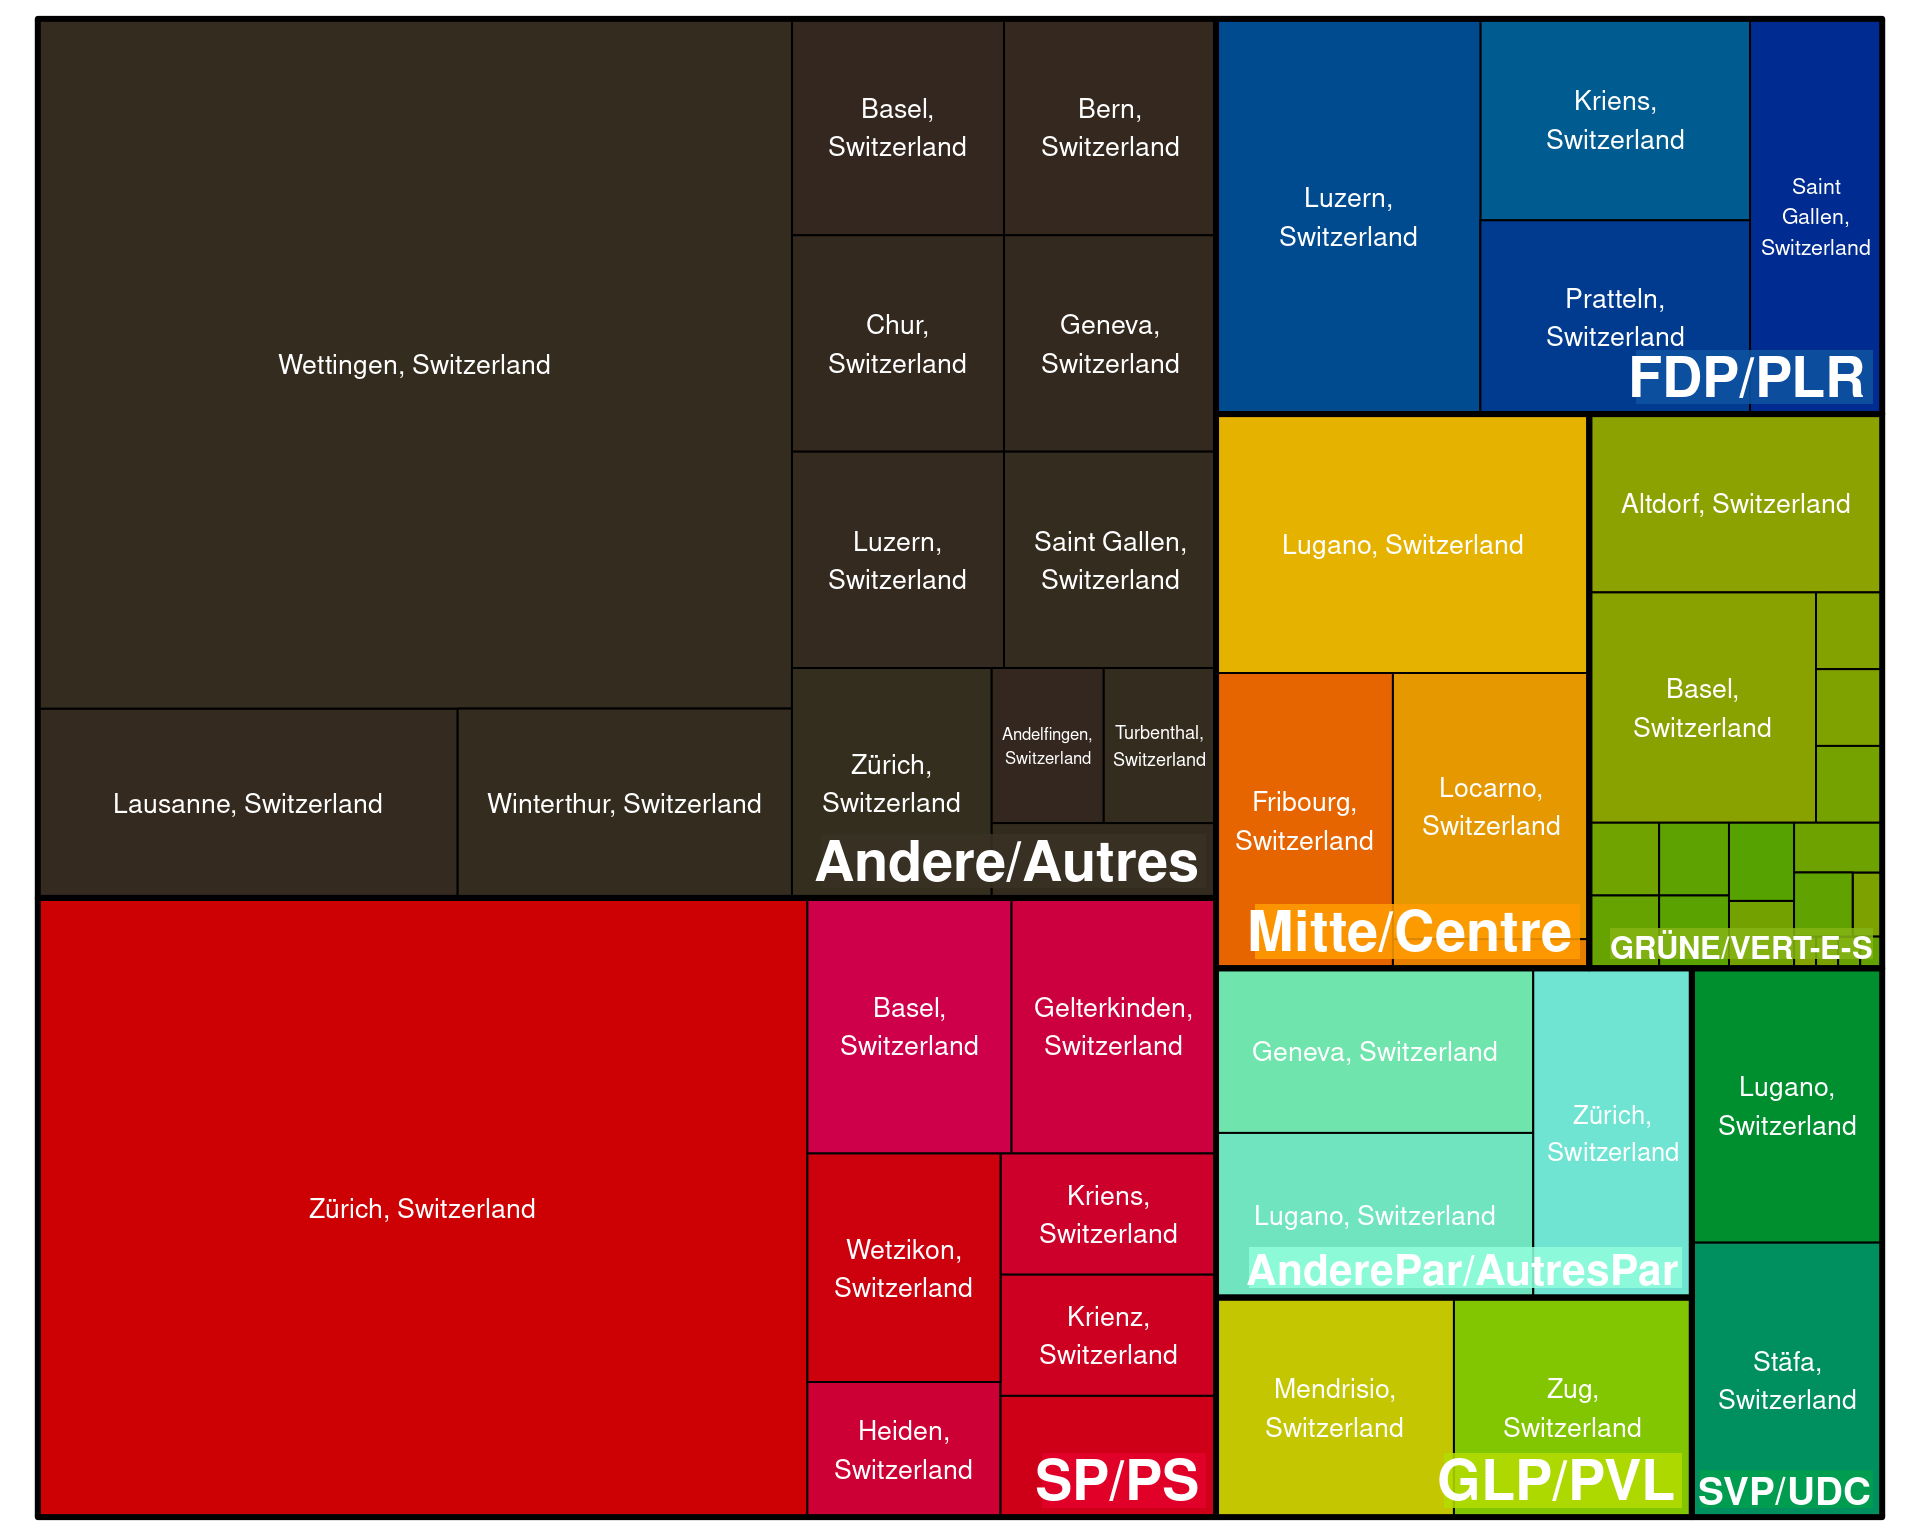 Wettingen, Switzerland
Lausanne, Switzerland
Winterthur, Switzerland
Basel,
Switzerland
Bern,
Switzerland
Chur,
Switzerland
Geneva,
Switzerland
Luzern,
Switzerland
Saint Gallen,
Switzerland
Zürich,
Switzerland
Andelfingen,
Switzerland
Turbenthal,
Switzerland
Andere/Autres
Zürich, Switzerland
Basel,
Switzerland
Gelterkinden,
Switzerland
Wetzikon,
Switzerland
Kriens,
Switzerland
Krienz,
Switzerland
Heiden,
Switzerland
SP/PS
Luzern,
Switzerland
Kriens,
Switzerland
Pratteln,
Switzerland
Saint
Gallen,
Switzerland
FDP/PLR
Lugano, Switzerland
Fribourg,
Switzerland
Locarno,
Switzerland
Mitte/Centre
Altdorf, Switzerland
Basel,
Switzerland
GRÜNE/VERT-E-S
Geneva, Switzerland
Lugano, Switzerland
Zürich,
Switzerland
AnderePar/AutresPar
Mendrisio,
Switzerland
Zug,
Switzerland
GLP/PVL
Lugano,
Switzerland
Stäfa,
Switzerland
SVP/UDC